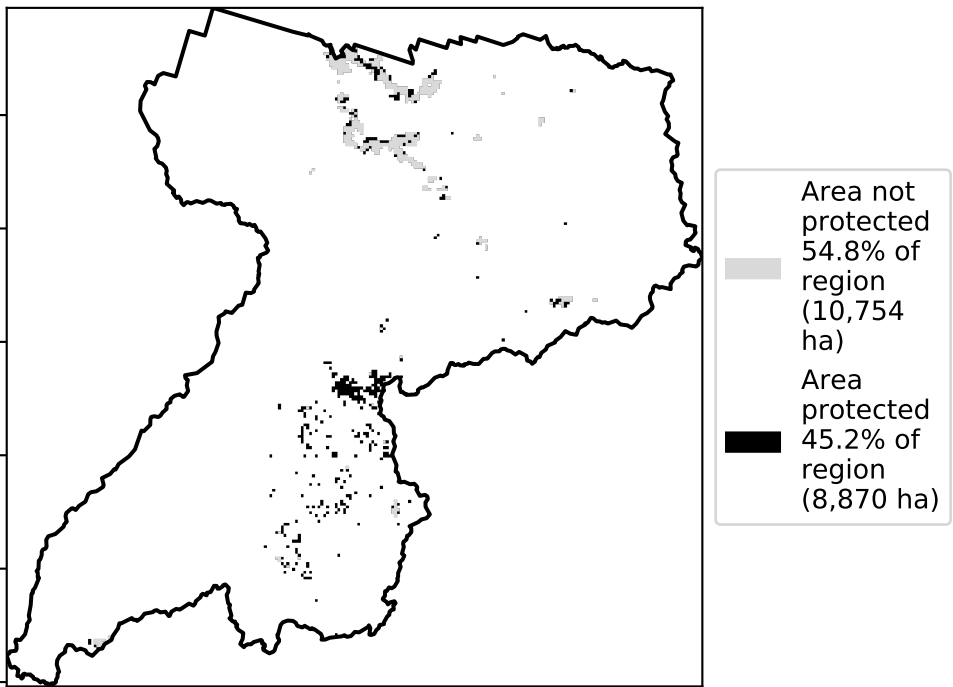 Area not
protected
54.8% of
region
(10,754
ha)
Area
protected
45.2% of
region
(8,870 ha)